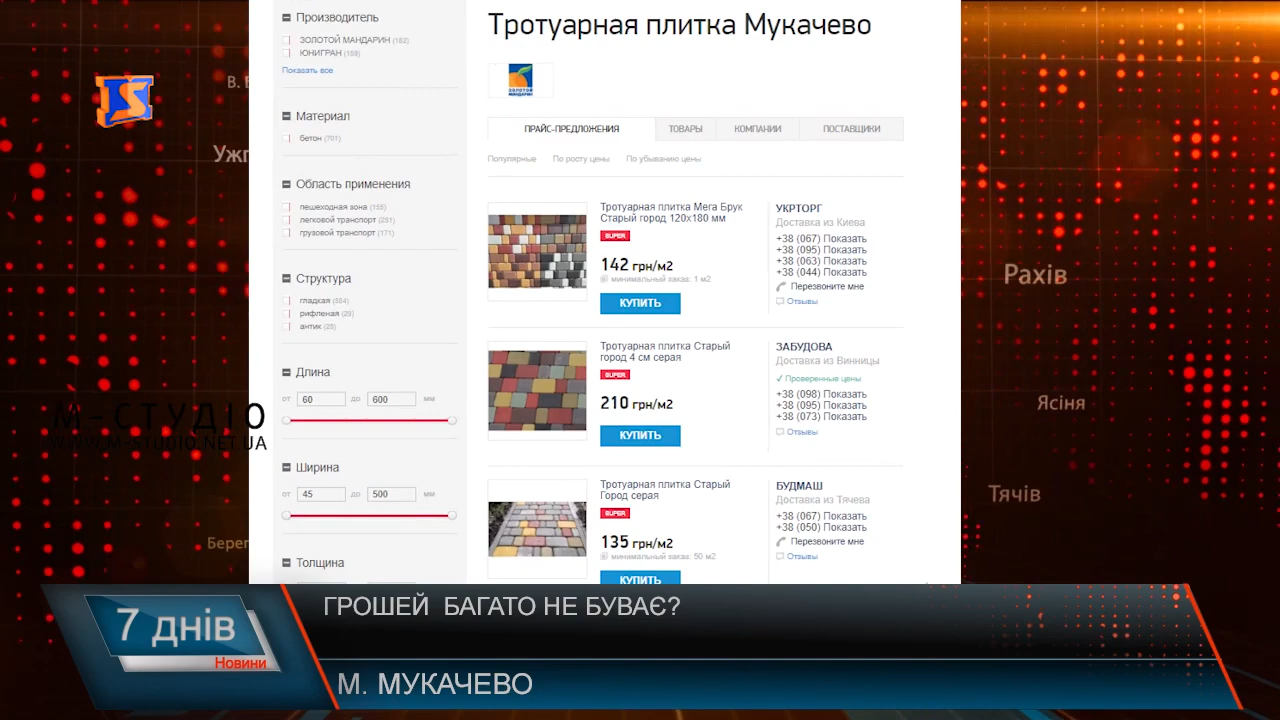 Производитель
ЗОЛОТОЙ МАНДАРИН (182)
ЮНИГРАН (159)
Показать все
Материал
бетон (701)
Область применения
пешеходная зона (155)
легковой транспорт (251)
грузовой транспорт (171)
Структура
гладкая (584)
рифленая (29)
антик (25)
Длина
от 60 до 600 мм
Ширина
от 45 до 500 мм
Толщина
Тротуарная плитка Мукачево
ЗОЛОТОЙ
МАНДАРИН
ПРАЙС-ПРЕДЛОЖЕНИЯ ТОВАРЫ КОМПАНИИ ПОСТАВЩИКИ
Популярные По росту цены По убыванию цены
Тротуарная плитка Мега Брук
Старый город 120х180 мм
SUPER
142 грн/м2
минимальный заказ: 1 м2
КУПИТЬ
УКРТОРГ
Доставка из Киева
+38 (067) Показать
+38 (095) Показать
+38 (063) Показать
+38 (044) Показать
Перезвоните мне
Отзывы
Тротуарная плитка Старый
город 4 см серая
SUPER
210 грн/м2
КУПИТЬ
ЗАБУДОВА
Доставка из Винницы
✓ Проверенные цены
+38 (098) Показать
+38 (095) Показать
+38 (073) Показать
Отзывы
Тротуарная плитка Старый
Город серая
SUPER
135 грн/м2
минимальный заказ: 50 м2
КУПИТЬ
БУДМАШ
Доставка из Тячева
+38 (067) Показать
+38 (050) Показать
Перезвоните мне
Отзывы
В.
Ужг
Берег
Рахів
Ясіня
Тячів
М-СТУДІО
WWW.M-STUDIO.NET.UA
7 днів
Новини
ГРОШЕЙ БАГАТО НЕ БУВАЄ?
М. МУКАЧЕВО